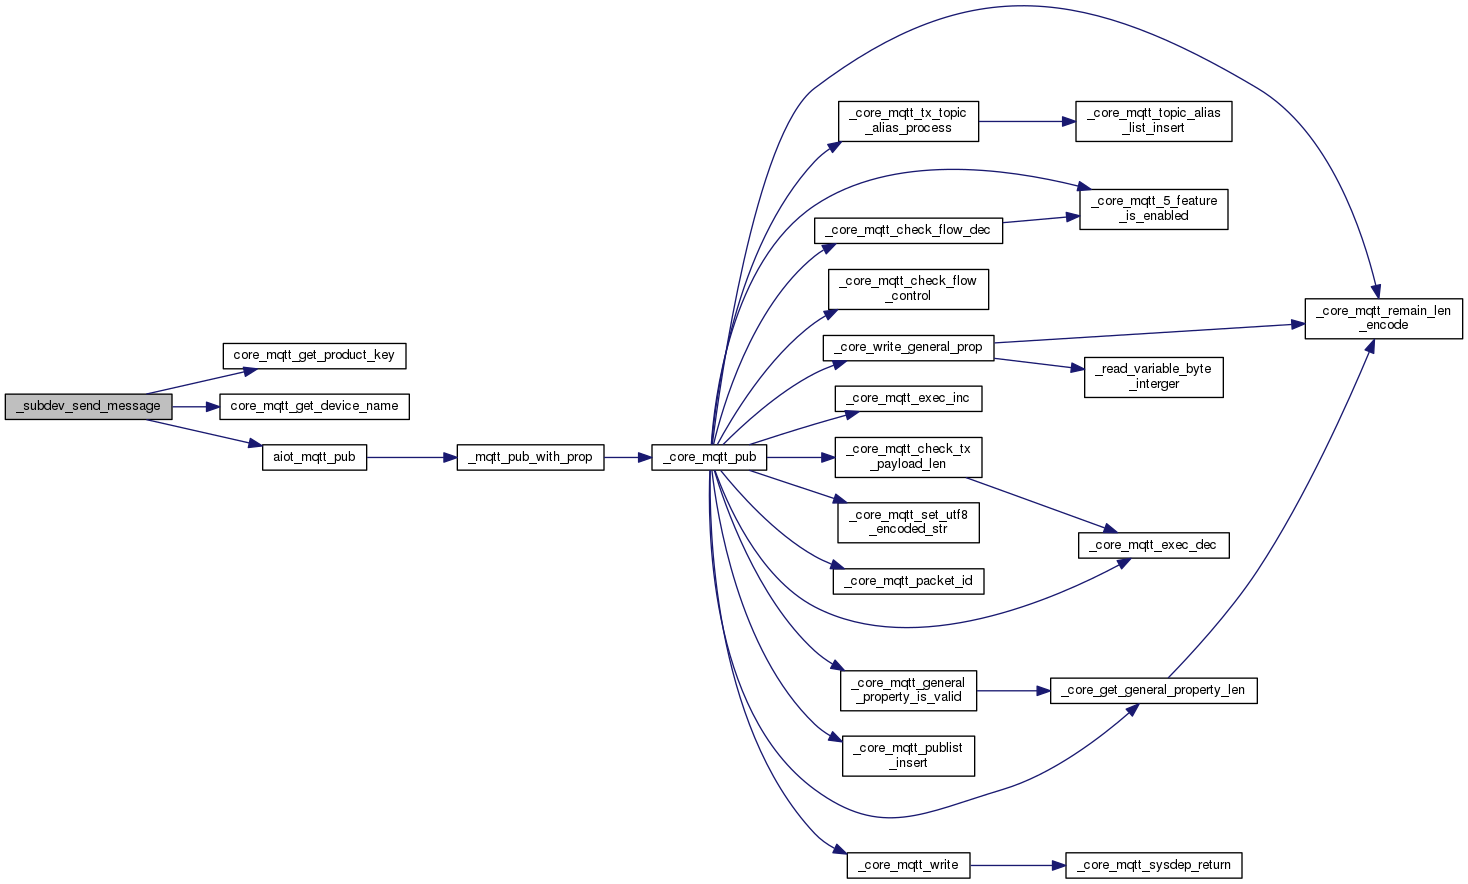 _subdev_send_message
core_mqtt_get_product_key
core_mqtt_get_device_name
aiot_mqtt_pub
_mqtt_pub_with_prop
_core_mqtt_pub
_core_mqtt_tx_topic
_alias_process
_core_mqtt_topic_alias
_list_insert
_core_mqtt_5_feature
_is_enabled
_core_mqtt_check_flow_dec
_core_mqtt_check_flow
_control
_core_mqtt_remain_len
_encode
_core_write_general_prop
_read_variable_byte
_interger
_core_mqtt_exec_inc
_core_mqtt_check_tx
_payload_len
_core_mqtt_set_utf8
_encoded_str
_core_mqtt_exec_dec
_core_mqtt_packet_id
_core_mqtt_general
_property_is_valid
_core_get_general_property_len
_core_mqtt_publist
_insert
_core_mqtt_write
_core_mqtt_sysdep_return